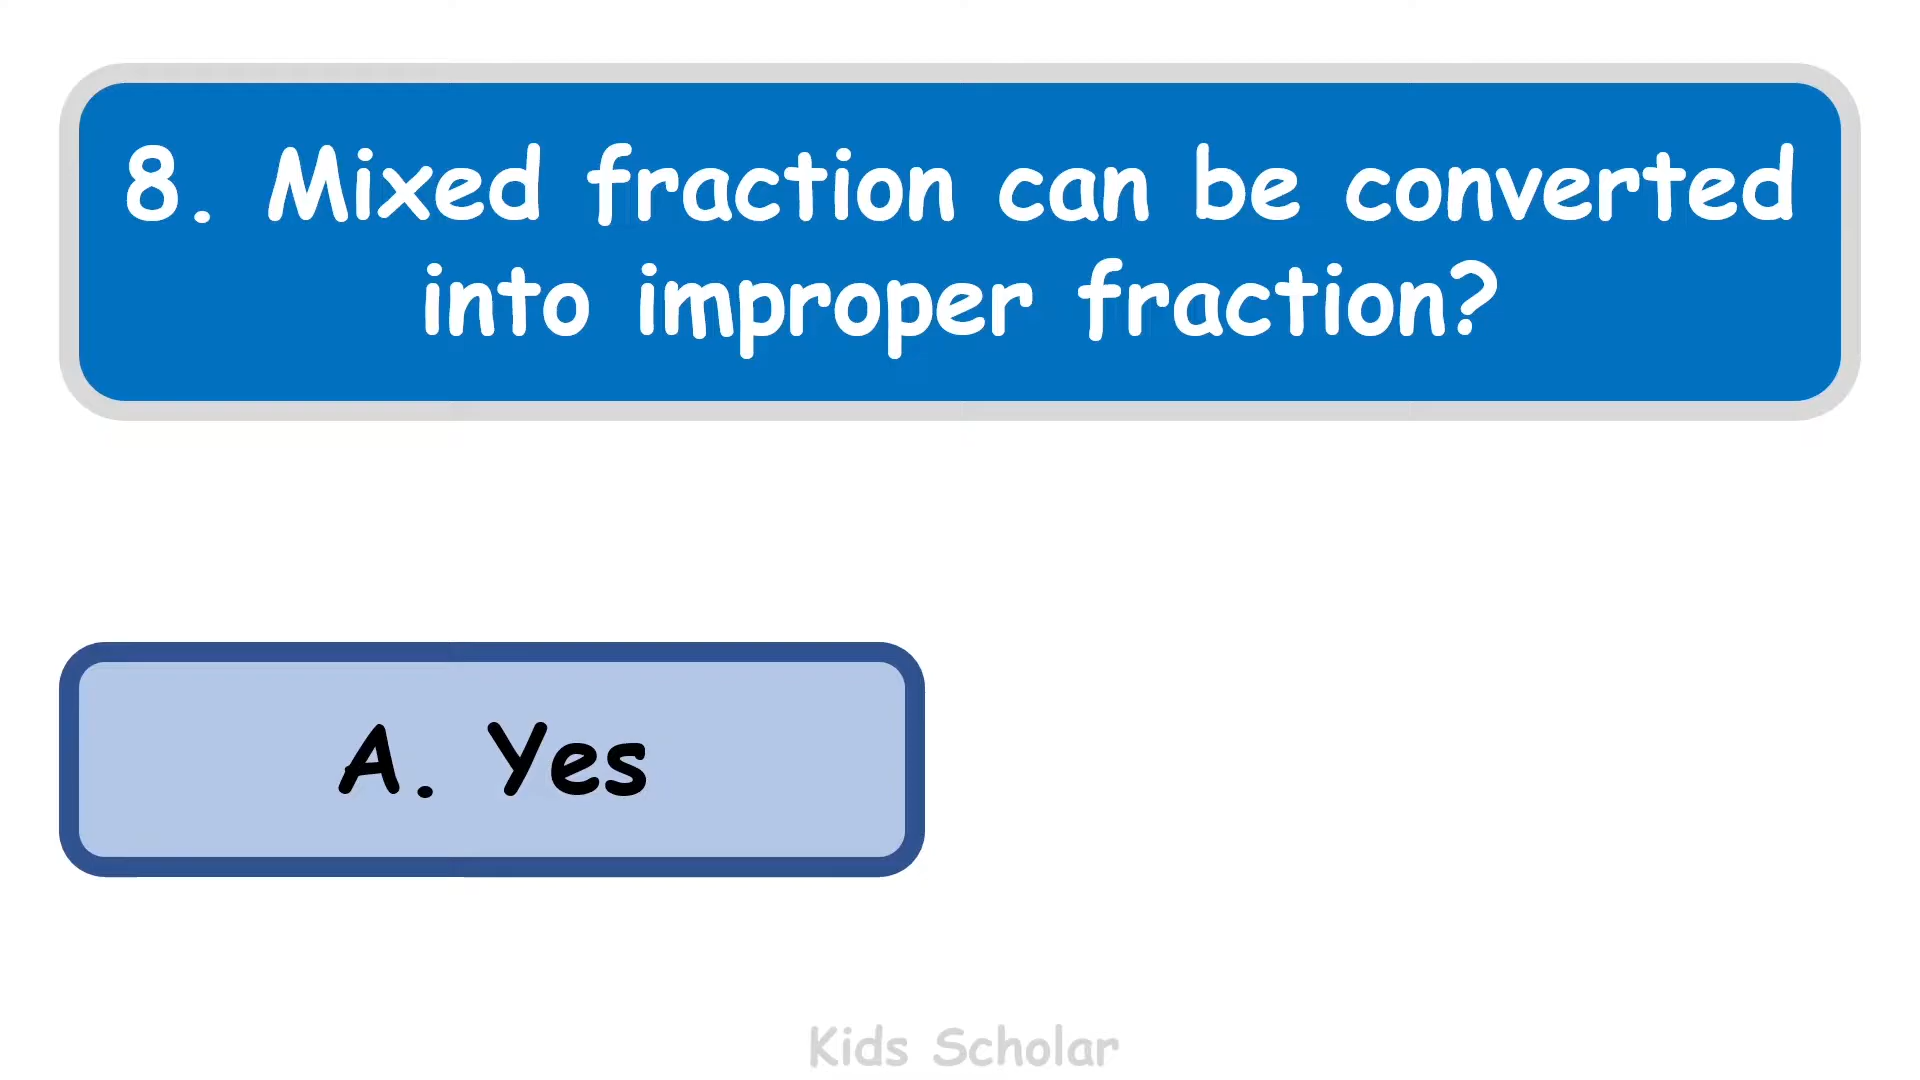 8. Mixed fraction can be converted
into improper fraction?
A. Yes
Kids Scholar